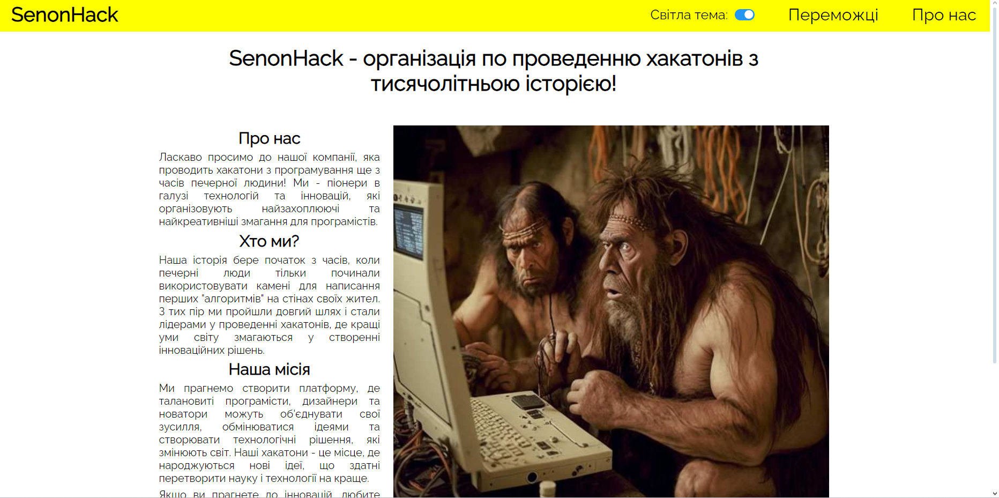 SenonHack
Світла тема:
Переможці
Про нас
SenonHack - організація по проведенню хакатонів з
тисячолітньою історією!
Про нас
Ласкаво просимо до нашої компанії, яка
проводить хакатони з програмування ще з
часів печерної людини! Ми - піонери в
галузі технологій та інновацій, які
організовують найзахоплюючі та
найкреативніші змагання для програмістів.
Хто ми?
Наша історія бере початок з часів, коли
печерні люди тільки починали
використовувати камені для написання
перших "алгоритмів" на стінах своїх жител.
З тих пір ми пройшли довгий шлях і стали
лідерами у проведенні хакатонів, де кращі
уми світу змагаються у створенні
інноваційних рішень.
Наша місія
Ми прагнемо створити платформу, де
талановиті програмісти, дизайнери та
новатори можуть об'єднувати свої
зусилля, обмінюватися ідеями та
створювати технологічні рішення, які
змінюють світ. Наші хакатони - це місце, де
народжуються нові ідеї, що здатні
перетворити науку і технології на краще.
Якщо ви прагнете до інновацій, любите